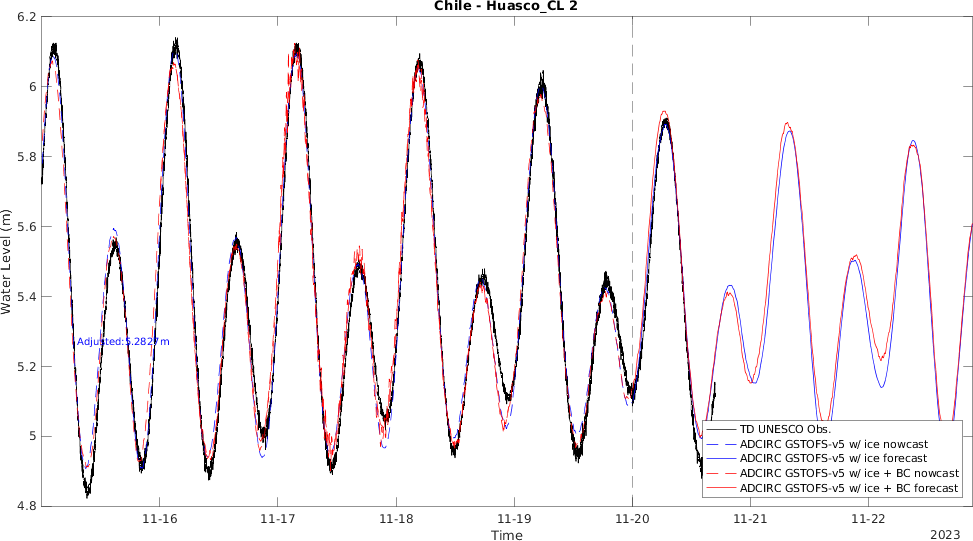 Chile - Huasco_CL 2
6.2
6
5.8
5.6
5.4
5.2
5
4.8
Water Level (m)
Adjusted:5.2827m
TD UNESCO Obs.
ADCIRC GSTOFS-v5 w/ ice nowcast
ADCIRC GSTOFS-v5 w/ ice forecast
ADCIRC GSTOFS-v5 w/ ice + BC nowcast
ADCIRC GSTOFS-v5 w/ ice + BC forecast
11-16
11-17
11-18
11-19
11-20
11-21
11-22
Time
2023